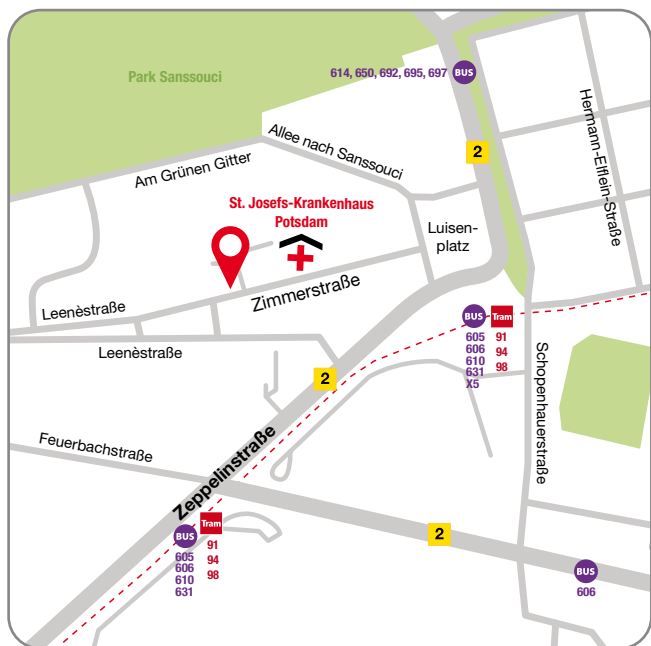 Park Sanssouci
614, 650, 692, 695, 697
BUS
Hermann-Elflein-Straße
Allee nach Sanssouci
2
Am Grünen Gitter
St. Josefs-Krankenhaus
Potsdam
Luisen-
platz
Zimmerstraße
Leenèstraße
Leenèstraße
BUS
605
606
610
631
X5
Tram
91
94
98
Schopenhauerstraße
2
Feuerbachstraße
Zeppelinstraße
BUS
605
606
610
631
Tram
91
94
98
2
BUS
606